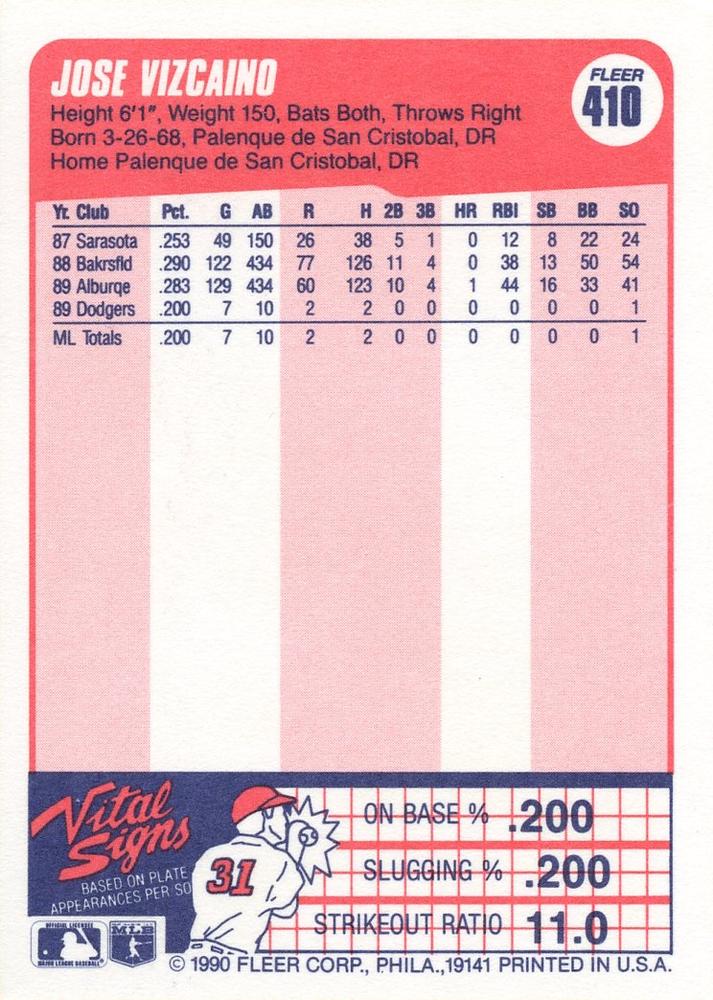 JOSE VIZCAINO
FLEER
410
Height 6'1", Weight 150, Bats Both, Throws Right
Born 3-26-68, Palenque de San Cristobal, DR
Home Palenque de San Cristobal, DR
Yr. Club Pct. G AB R H 2B 3B HR RBI SB BB SO
87 Sarasota .253 49 150 26 38 5 1 0 12 8 22 24
88 Bakrsfld .290 122 434 77 126 11 4 0 38 13 50 54
89 Alburqe .283 129 434 60 123 10 4 1 44 16 33 41
89 Dodgers .200 7 10 2 2 0 0 0 0 0 0 1
ML Totals .200 7 10 2 2 0 0 0 0 0 0 1
Vital
Signs
BASED ON PLATE
APPEARANCES PER SO
31
ON BASE % .200
SLUGGING % .200
STRIKEOUT RATIO 11.0
OFFICIAL LICENSEE
MAJOR LEAGUE BASEBALL
MLB
© 1990 FLEER CORP., PHILA.,19141 PRINTED IN U.S.A.